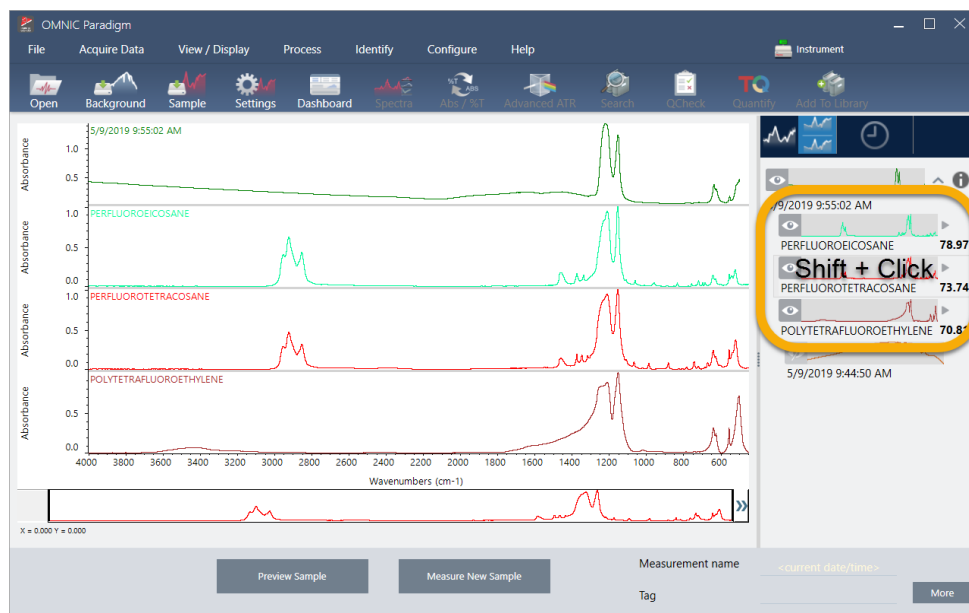 OMNIC Paradigm
File Acquire Data View / Display Process Identify Configure Help Instrument
Open Background Sample Settings Dashboard Spectra Abs / %T Advanced ATR Search QCheck Quantify Add To Library
%T ABS TQ
5/9/2019 9:55:02 AM
Absorbance
1.0
0.5
PERFLUOROEICOSANE
Absorbance
1.0
0.5
0.0
PERFLUOROTETRACOSANE
Absorbance
1.0
0.5
0.0
POLYTETRAFLUOROETHYLENE
Absorbance
0.5
0.0
4000 3800 3600 3400 3200 3000 2800 2600 2400 2200 2000 1800 1600 1400 1200 1000 800 600
Wavenumbers (cm-1)
X = 0.000 Y = 0.000
5/9/2019 9:55:02 AM
PERFLUOROEICOSANE 78.97
Shift + Click
PERFLUOROTETRACOSANE 73.74
POLYTETRAFLUOROETHYLENE 70.81
5/9/2019 9:44:50 AM
Preview Sample Measure New Sample
Measurement name <current date/time>
Tag
More